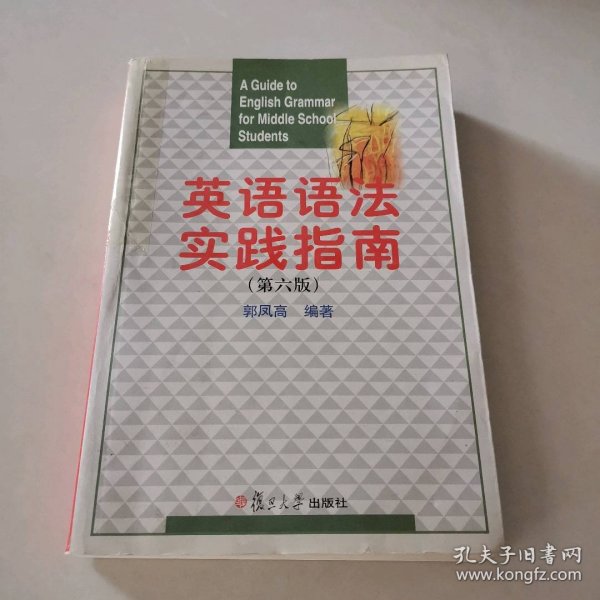 A Guide to
English Grammar
for Middle School
Students
英语语法
实践指南
(第六版)
郭凤高 编著
復旦大學出版社
孔夫子旧书网
www.kongfz.com